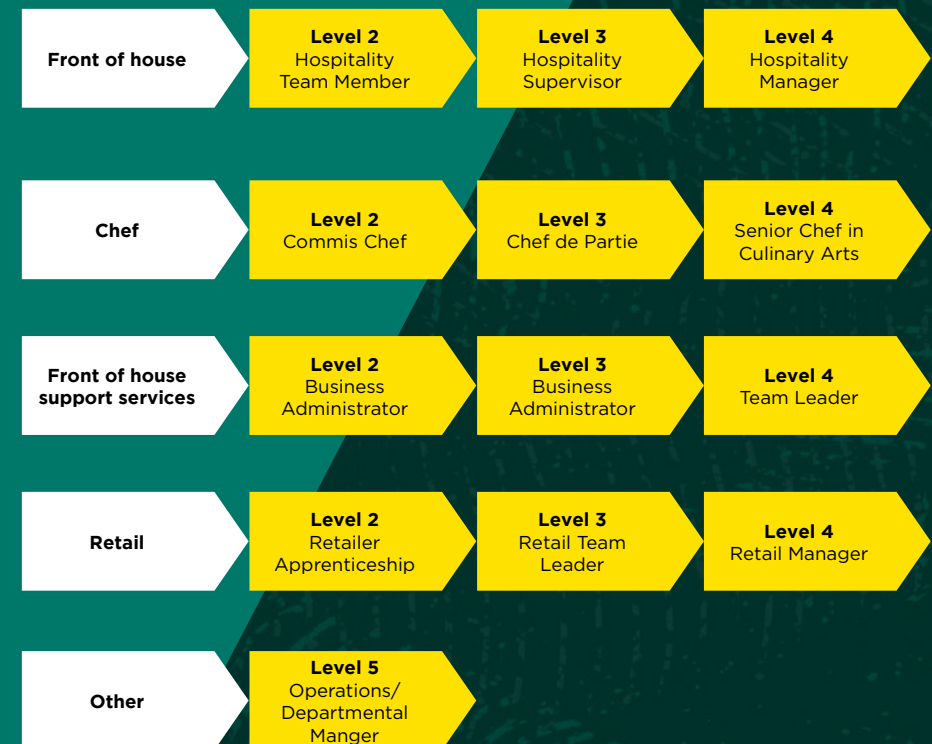 Front of house
Level 2
Hospitality
Team Member
Level 3
Hospitality
Supervisor
Level 4
Hospitality
Manager
Chef
Level 2
Commis Chef
Level 3
Chef de Partie
Level 4
Senior Chef in
Culinary Arts
Front of house
support services
Level 2
Business
Administrator
Level 3
Business
Administrator
Level 4
Team Leader
Retail
Level 2
Retailer
Apprenticeship
Level 3
Retail Team
Leader
Level 4
Retail Manager
Other
Level 5
Operations/
Departmental
Manger